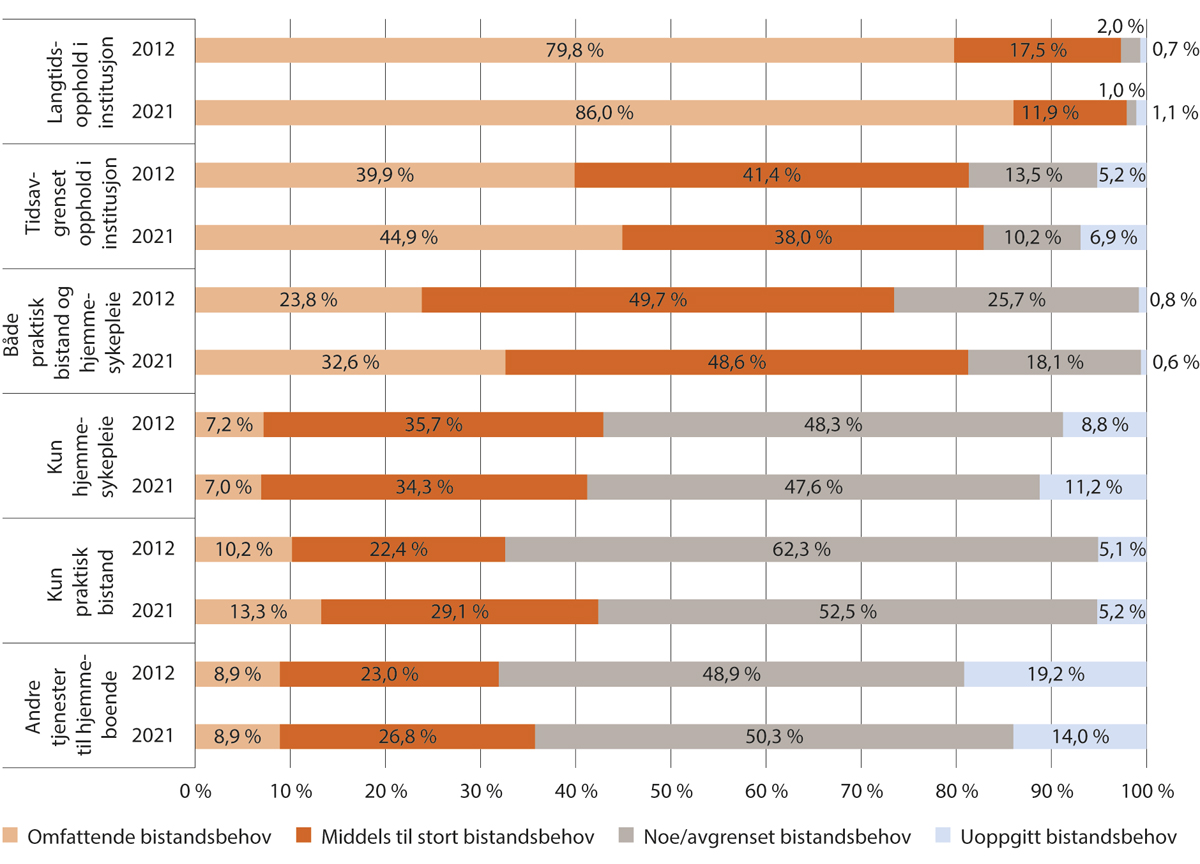 Langtids-
opphold i
institusjon
2012
79,8 %
17,5 %
2,0 %
0,7 %
2021
86,0 %
11,9 %
1,0 %
1,1 %
Tidsav-
grenset
opphold i
institusjon
2012
39,9 %
41,4 %
13,5 %
5,2 %
2021
44,9 %
38,0 %
10,2 %
6,9 %
Både
praktisk
bistand og
hjemme-
sykepleie
2012
23,8 %
49,7 %
25,7 %
0,8 %
2021
32,6 %
48,6 %
18,1 %
0,6 %
Kun
hjemme-
sykepleie
2012
7,2 %
35,7 %
48,3 %
8,8 %
2021
7,0 %
34,3 %
47,6 %
11,2 %
Kun
praktisk
bistand
2012
10,2 %
22,4 %
62,3 %
5,1 %
2021
13,3 %
29,1 %
52,5 %
5,2 %
Andre
tjenester
til hjemme-
boende
2012
8,9 %
23,0 %
48,9 %
19,2 %
2021
8,9 %
26,8 %
50,3 %
14,0 %
0 % 10 % 20 % 30 % 40 % 50 % 60 % 70 % 80 % 90 % 100 %
Omfattende bistandsbehov Middels til stort bistandsbehov Noe/avgrenset bistandsbehov Uoppgitt bistandsbehov